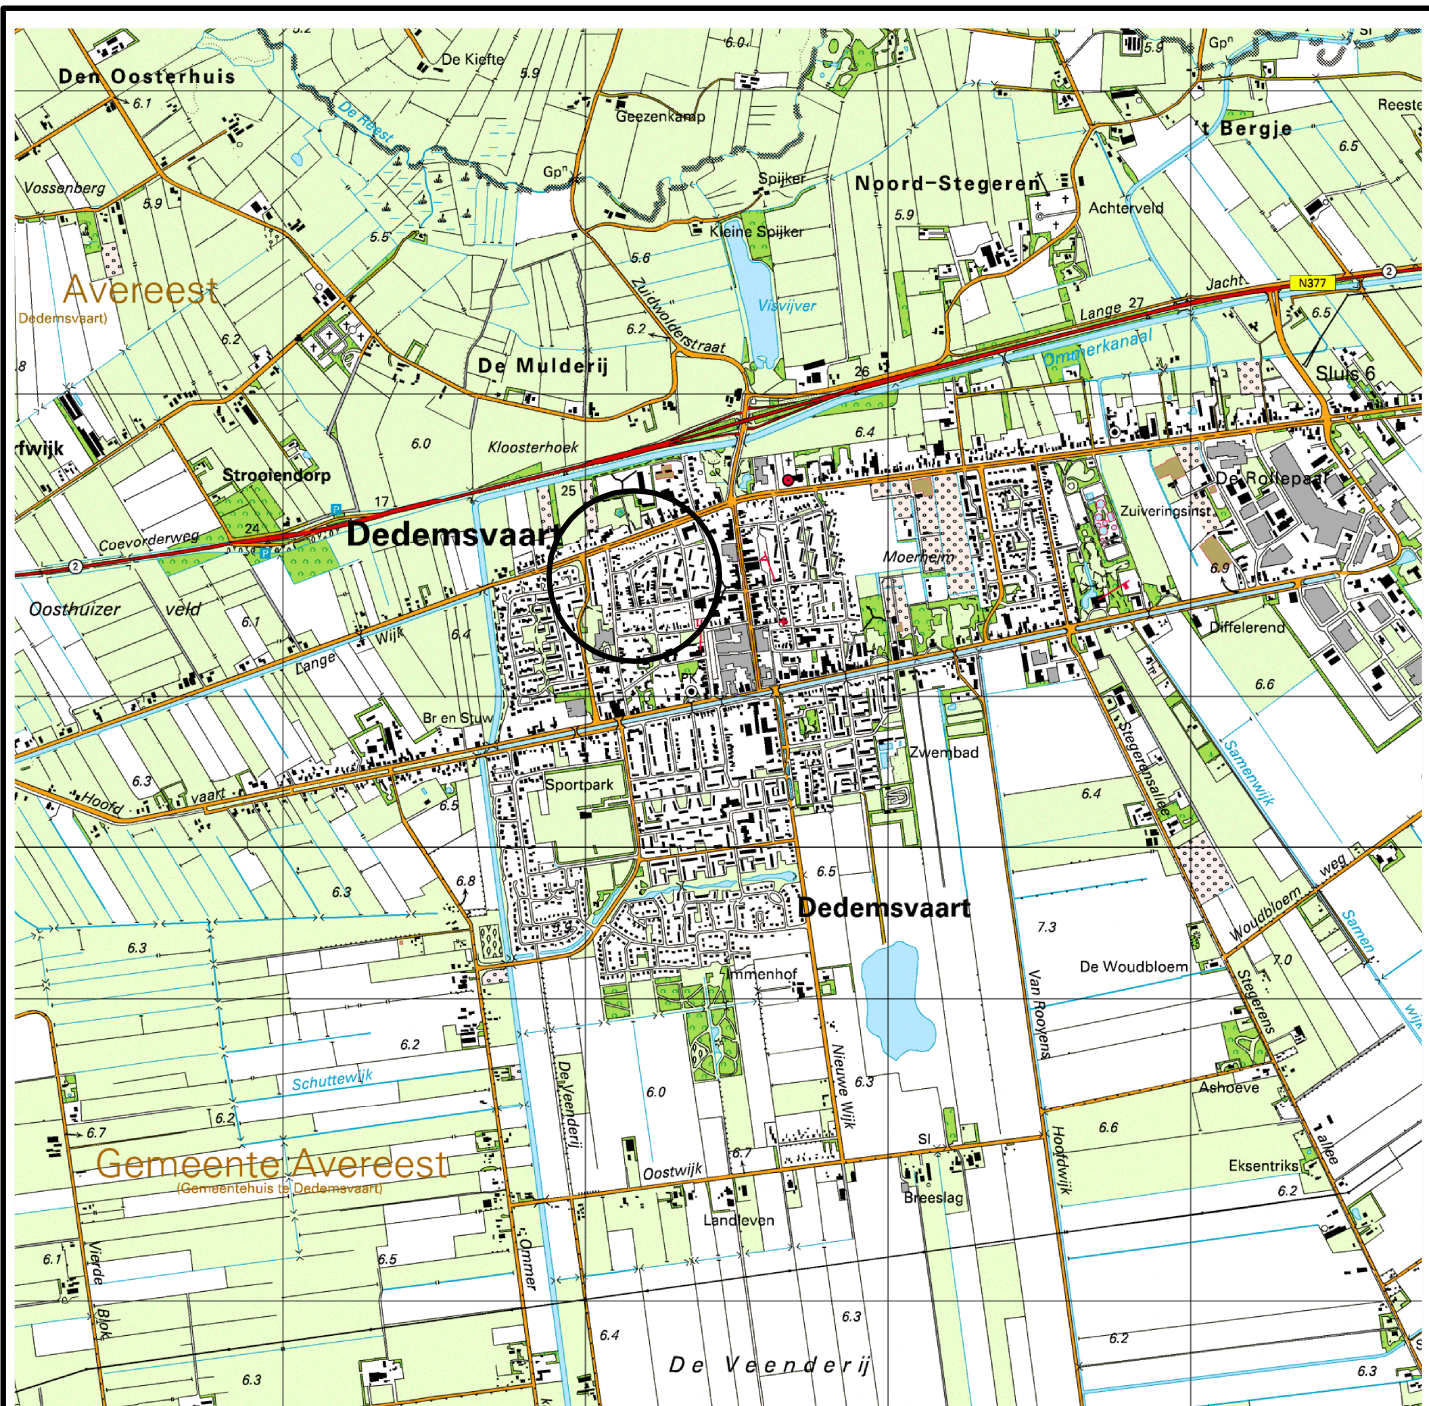 5.2
De Kiefte
6.0
5.9
Gpⁿ
Sl
Den Oosterhuis
5.9
6.1
De Reest
Geezenkamp
Reeste
't Bergje
6.5
Gpⁿ
Spijker
Noord-Stegeren
Vossenberg
5.9
Achterveld
5.9
5.5
Kleine Spijker
5.6
Avereest
Dedemsvaart)
Zuidwolderstraat
Visvijver
Jacht
N377
2
Lange
27
6.5
6.2
6.2
Ommerkanaal
.8
De Mulderij
26
Sluis 6
6.4
6.0
Kloosterhoek
rfwijk
Strooiendorp
17
P
25
De Rollepaal
Zuiveringsinst.
24
Dedemsvaart
Coevorderweg
P
2
Moerheim
6.9
Oosthuizer veld
6.1
6.4
Wijk
Lange
Diffelerend
PK
6.6
Br en Stuw
Stegerensallee
Samenwijk
Zwembad
6.3
Sportpark
Hoofd vaart
6.5
6.4
6.8
6.3
6.5
weg
Woudbloem
Dedemsvaart
6.3
5.9
7.3
Samen
7.0
wijk
Immenhof
De Woudbloem
Van Rooyens
Stegerens
6.2
De Veenderij
Nieuwe Wijk
Schuttewijk
6.0
6.3
Ashoeve
6.2
6.7
6.6
Sl
allee
6.7
Gemeente Avereest
(Gemeentehuis te Dedemsvaart)
Oostwijk
Hoofdwijk
Eksentriks
6.2
Breeslag
Landleven
Vierde
6.1
6.5
Ommer
Blok
6.3
6.4
6.2
De Veenderij
6.3
6.3
S
k